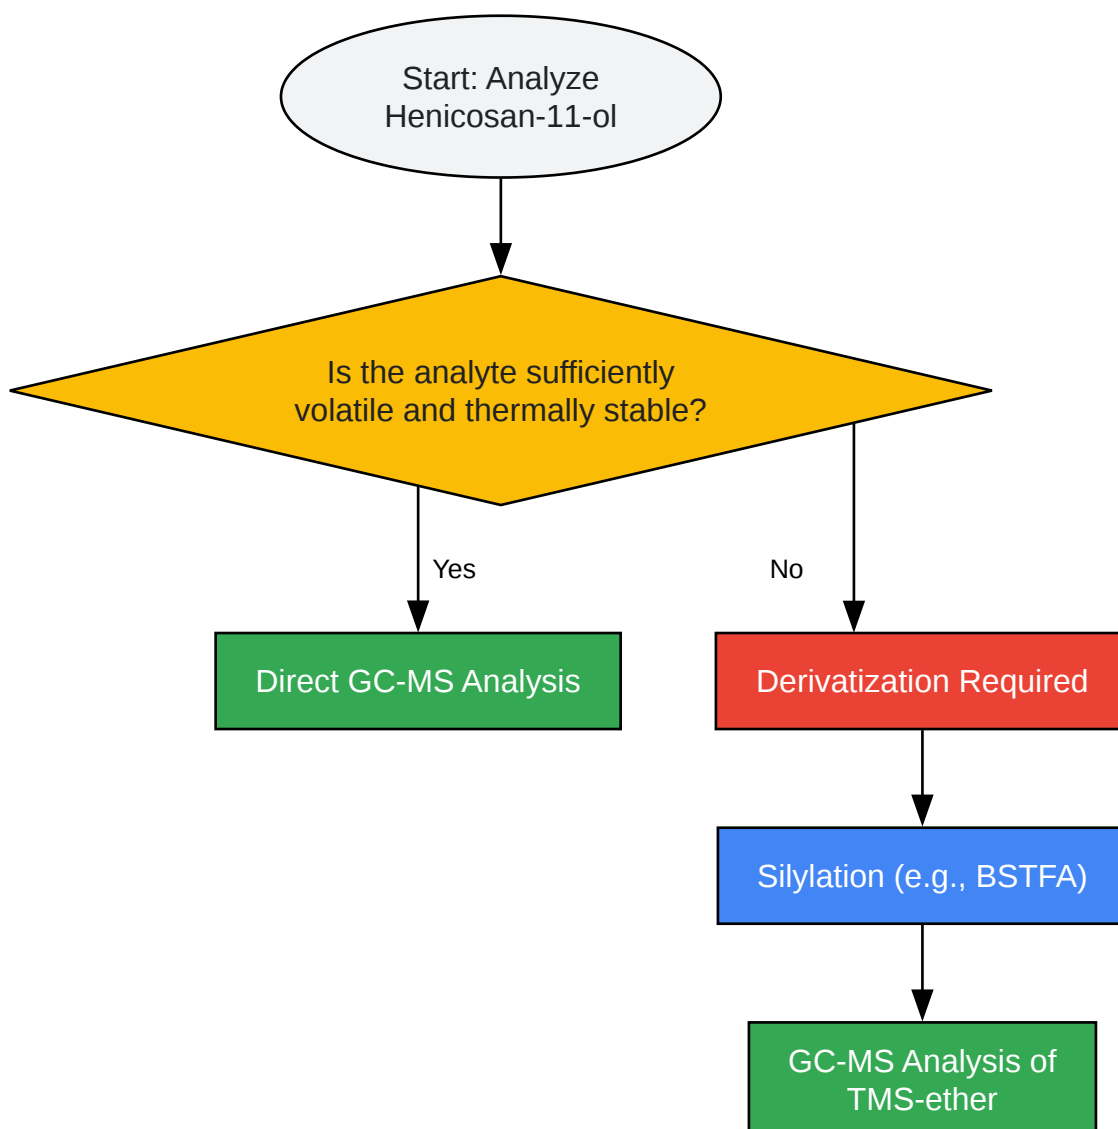 Start: Analyze
Henicosan-11-ol
Is the analyte sufficiently
volatile and thermally stable?
Yes
No
Direct GC-MS Analysis
Derivatization Required
Silylation (e.g., BSTFA)
GC-MS Analysis of
TMS-ether